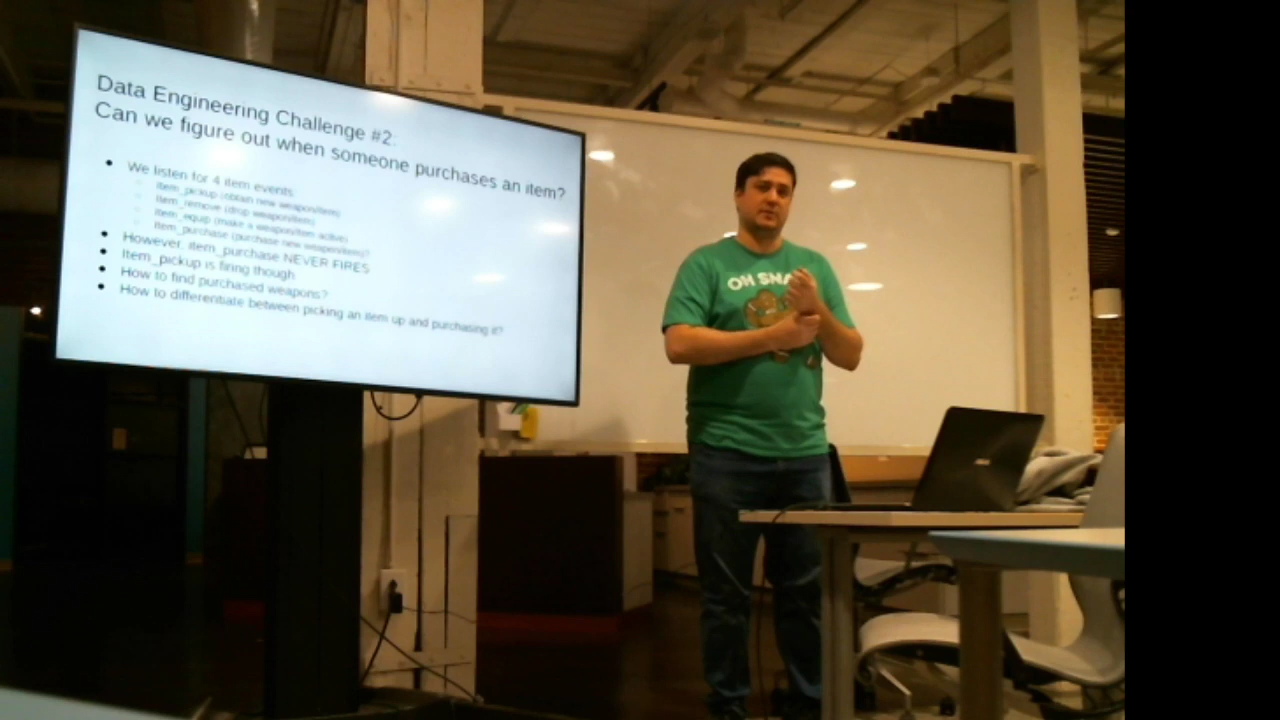 Data Engineering Challenge #2:
Can we figure out when someone purchases an item?
We listen for 4 item events:
item_pickup (obtain new weapon/item)
item_remove (drop weapon/item)
item_equip (make a weapon/item active)
item_purchase (purchase new weapon/item)?
However, item_purchase NEVER FIRES
Item_pickup is firing though
How to find purchased weapons?
How to differentiate between picking an item up and purchasing it?
OH